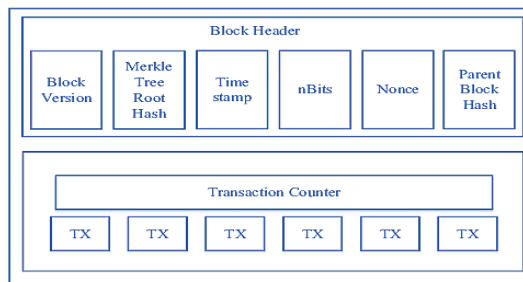 Block Header
Block
Version
Merkle
Tree
Root
Hash
Time
stamp
nBits
Nonce
Parent
Block
Hash
Transaction Counter
TX
TX
TX
TX
TX
TX